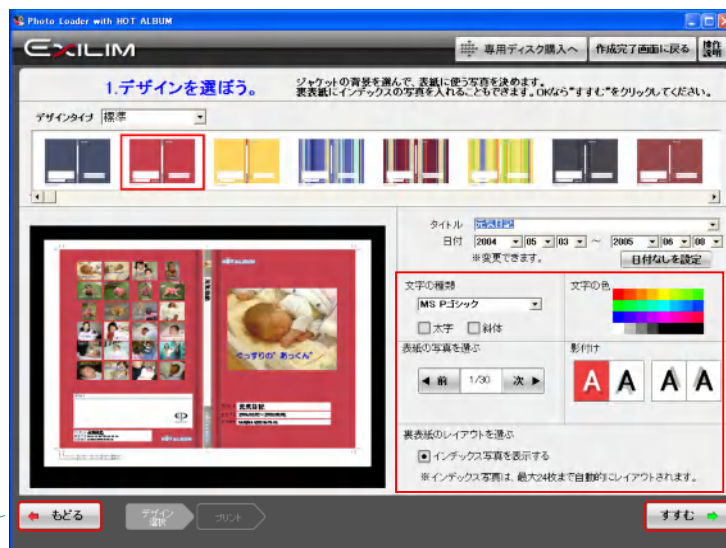 Photo Loader with HOT ALBUM
EXILIM
専用ディスク購入へ
作成完了画面に戻る
操作説明
1.デザインを選ぼう。
ジャケットの背景を選んで、表紙に使う写真を決めます。
裏表紙にインデックスの写真を入れることもできます。OKなら"すすむ"をクリックしてください。
デザインタイプ 標準
タイトル
日付 2004 05 03 ~ 2005 06 08
※変更できます。
日付なしを設定
文字の種類
MS Pゴシック
太字 斜体
文字の色
表紙の写真を選ぶ
前 1/30 次
影付け
A A A A
裏表紙のレイアウトを選ぶ
インデックス写真を表示する
※インデックス写真は、最大24枚まで自動的にレイアウトされます。
HOT ALBUM
ぐっすりの"あっくん"
もどる
デザイン選択
プリント
すすむ